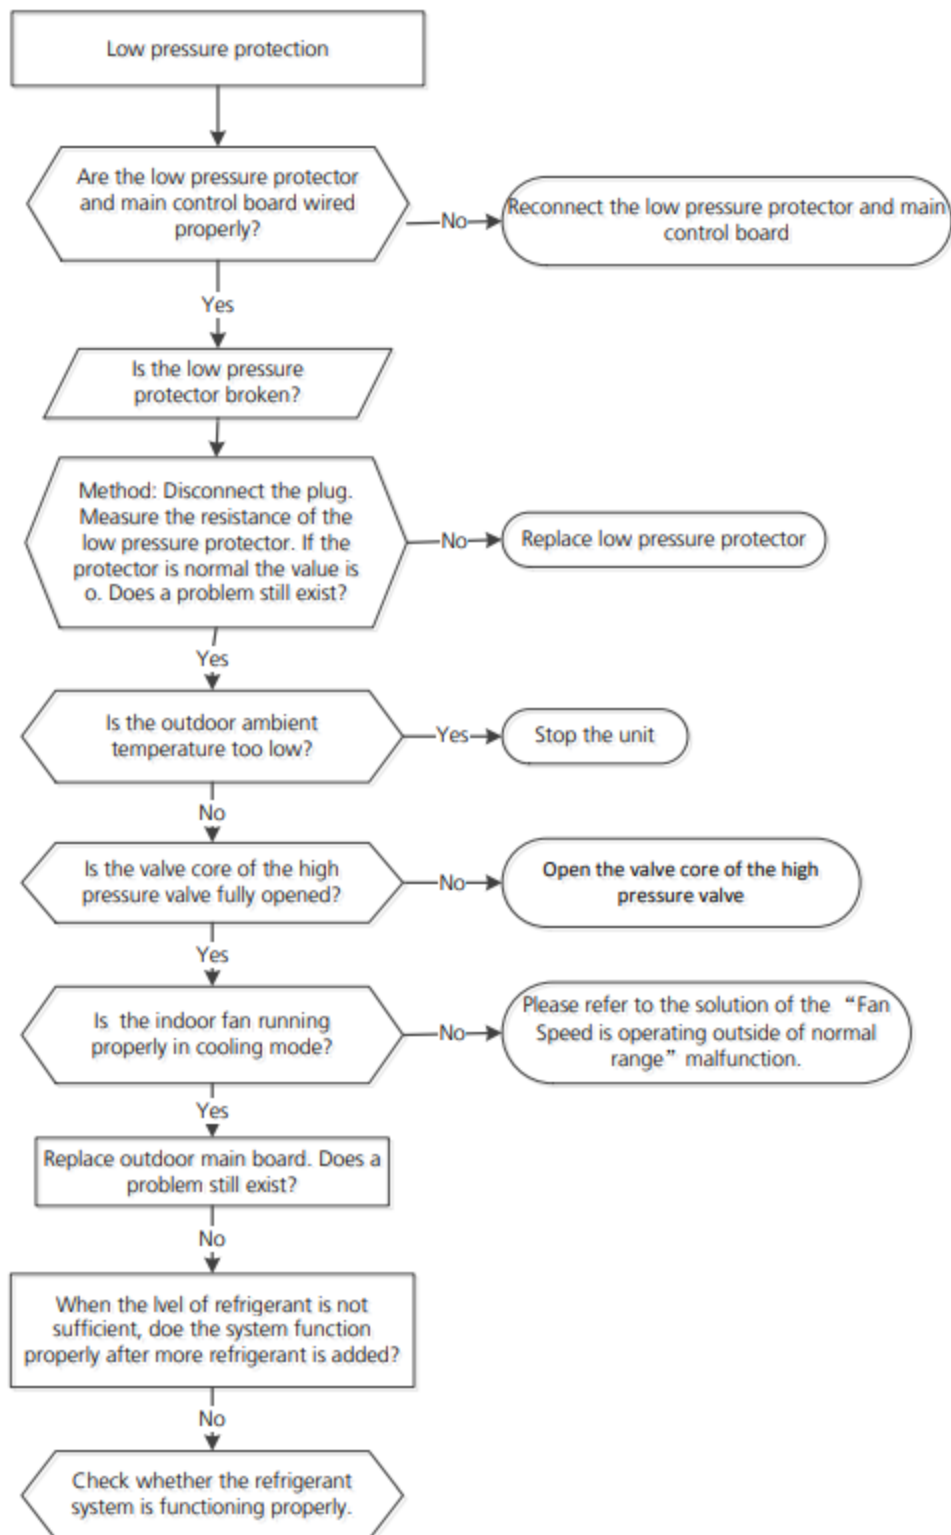 Low pressure protection
Are the low pressure protector
and main control board wired
properly?
No
Reconnect the low pressure protector and main
control board
Yes
Is the low pressure
protector broken?
Method: Disconnect the plug.
Measure the resistance of the
low pressure protector. If the
protector is normal the value is
o. Does a problem still exist?
No
Replace low pressure protector
Yes
Is the outdoor ambient
temperature too low?
Yes
Stop the unit
No
Is the valve core of the high
pressure valve fully opened?
No
Open the valve core of the high
pressure valve
Yes
Is the indoor fan running
properly in cooling mode?
No
Please refer to the solution of the “Fan
Speed is operating outside of normal
range” malfunction.
Yes
Replace outdoor main board. Does a
problem still exist?
No
When the lvel of refrigerant is not
sufficient, doe the system function
properly after more refrigerant is added?
No
Check whether the refrigerant
system is functioning properly.